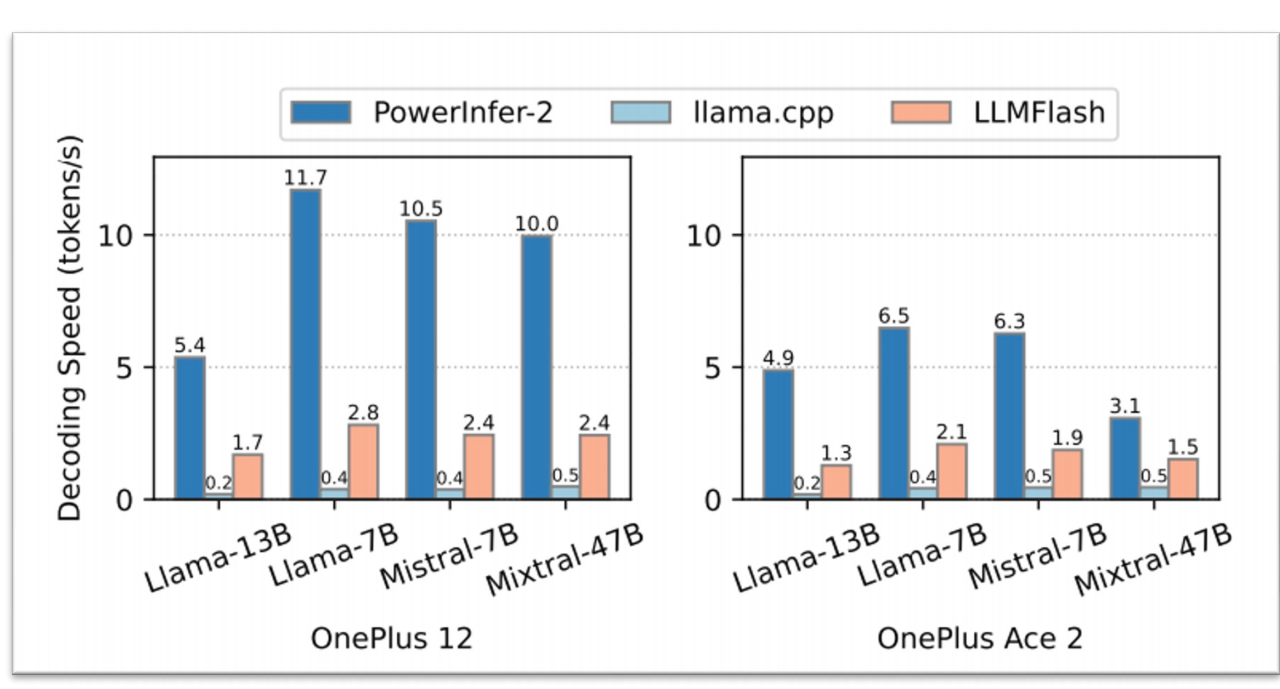 PowerInfer-2 llama.cpp LLMFlash
Decoding Speed (tokens/s)
10
5
0
5.4
0.2
1.7
11.7
0.4
2.8
10.5
0.4
2.4
10.0
0.5
2.4
Llama-13B
Llama-7B
Mistral-7B
Mixtral-47B
OnePlus 12
10
5
0
4.9
0.2
1.3
6.5
0.4
2.1
6.3
0.5
1.9
3.1
0.5
1.5
Llama-13B
Llama-7B
Mistral-7B
Mixtral-47B
OnePlus Ace 2